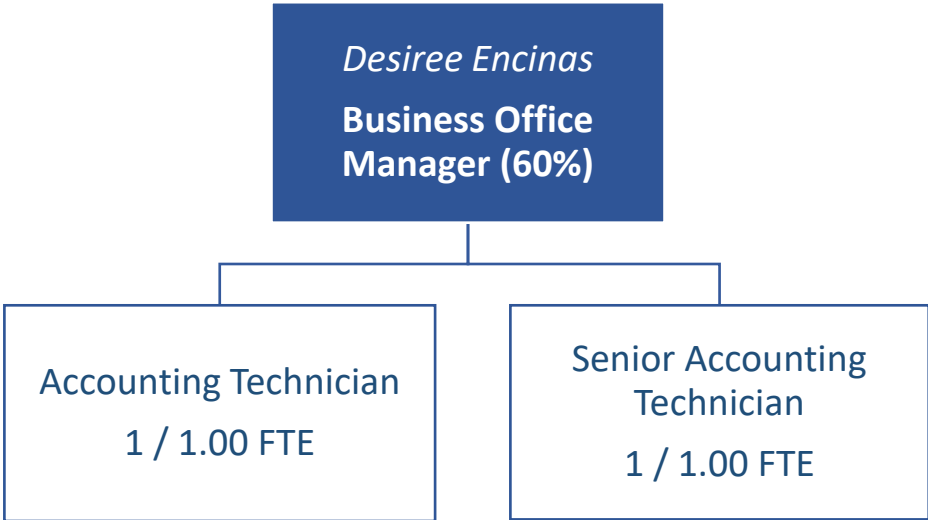 Desiree Encinas
Business Office
Manager (60%)
Accounting Technician
1 / 1.00 FTE
Senior Accounting
Technician
1 / 1.00 FTE